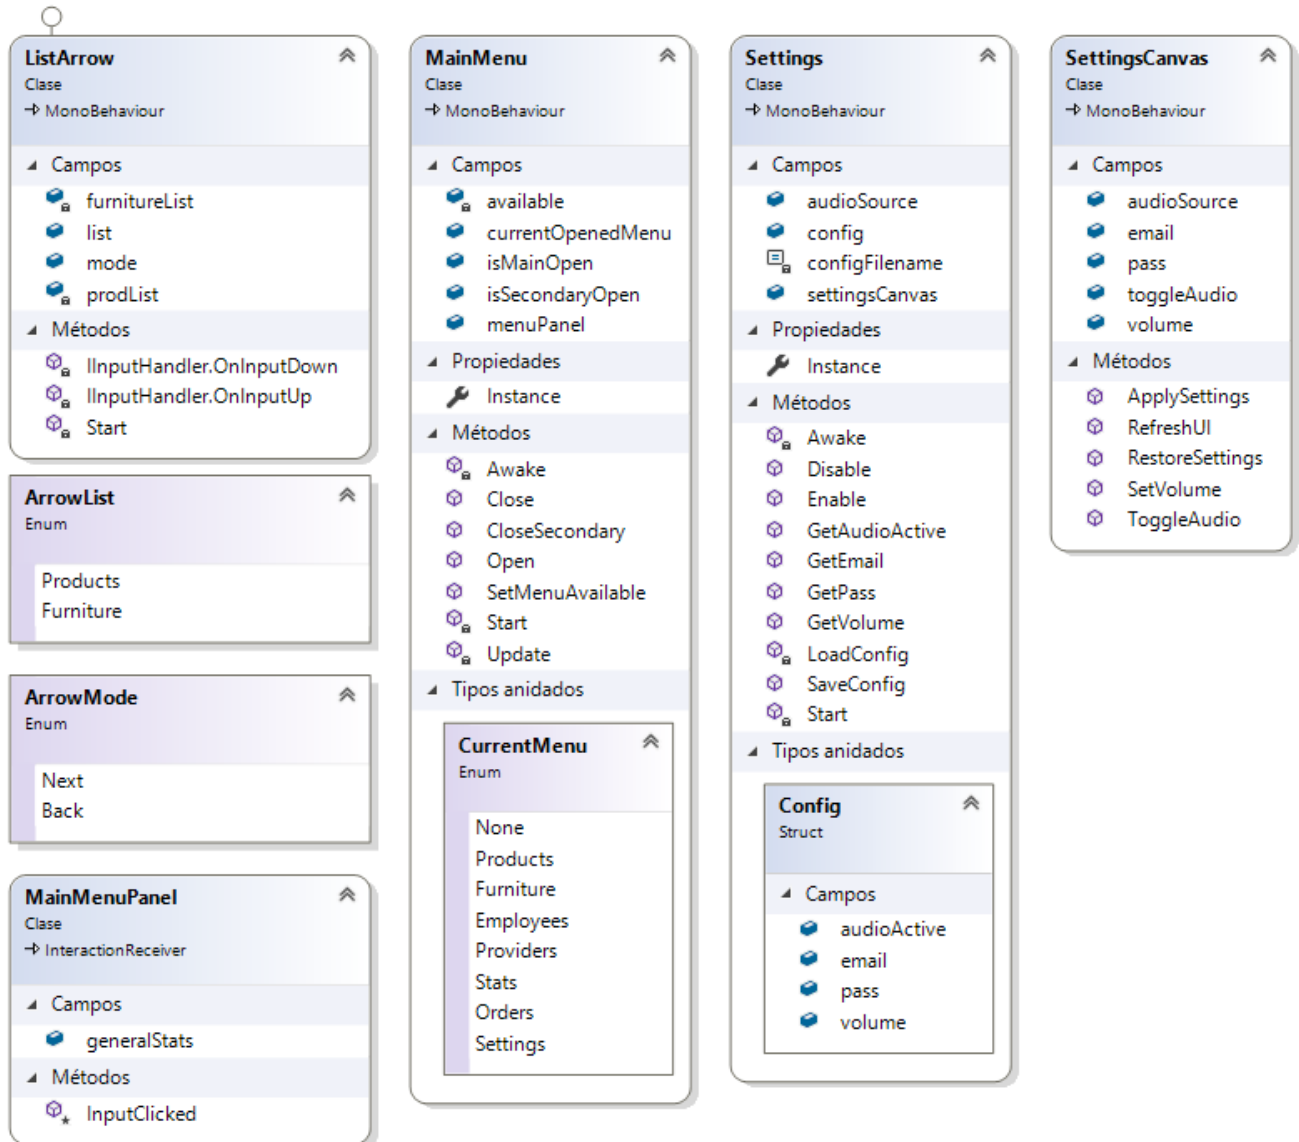 ListArrow
Clase
MonoBehaviour
Campos
furnitureList
list
mode
prodList
Métodos
IInputHandler.OnInputDown
IInputHandler.OnInputUp
Start
ArrowList
Enum
Products
Furniture
ArrowMode
Enum
Next
Back
MainMenuPanel
Clase
InteractionReceiver
Campos
generalStats
Métodos
InputClicked
MainMenu
Clase
MonoBehaviour
Campos
available
currentOpenedMenu
isMainOpen
isSecondaryOpen
menuPanel
Propiedades
Instance
Métodos
Awake
Close
CloseSecondary
Open
SetMenuAvailable
Start
Update
Tipos anidados
CurrentMenu
Enum
None
Products
Furniture
Employees
Providers
Stats
Orders
Settings
Settings
Clase
MonoBehaviour
Campos
audioSource
config
configFilename
settingsCanvas
Propiedades
Instance
Métodos
Awake
Disable
Enable
GetAudioActive
GetEmail
GetPass
GetVolume
LoadConfig
SaveConfig
Start
Tipos anidados
Config
Struct
Campos
audioActive
email
pass
volume
SettingsCanvas
Clase
MonoBehaviour
Campos
audioSource
email
pass
toggleAudio
volume
Métodos
ApplySettings
RefreshUI
RestoreSettings
SetVolume
ToggleAudio